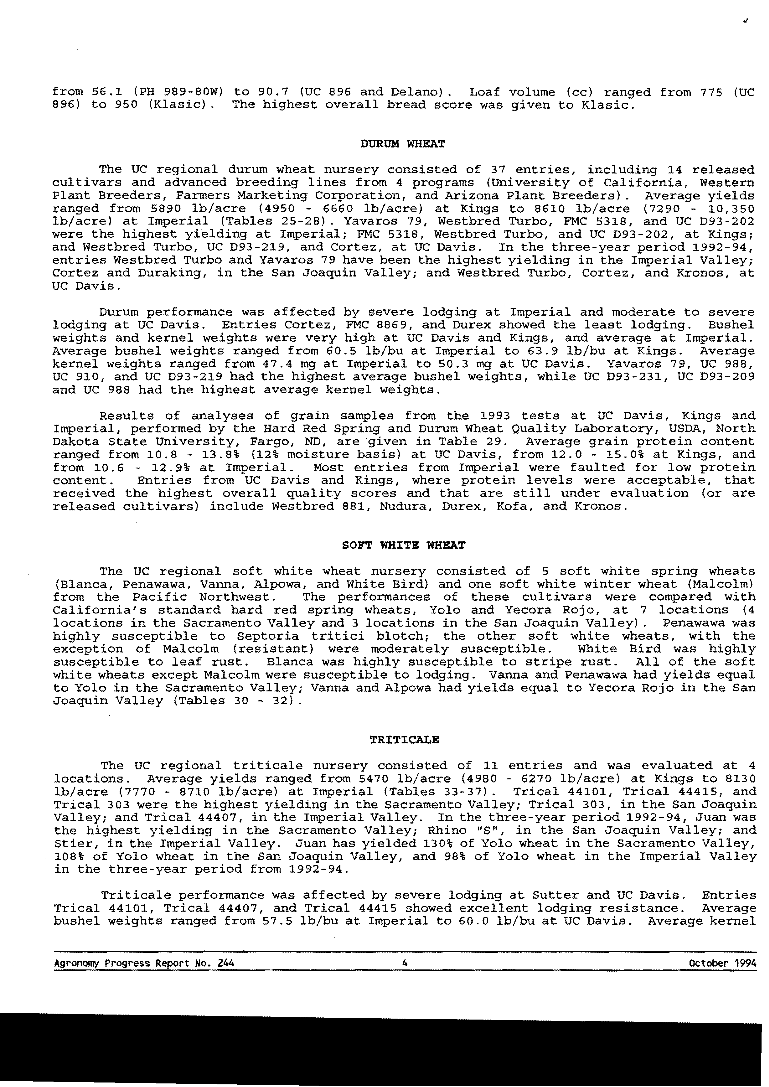 from 56.1 (PH 989-80W) to 90.7 (UC 896 and Delano). Loaf volume (cc) ranged from 775 (UC
896) to 950 (Klasic). The highest overall bread score was given to Klasic.
DURUM WHEAT
The UC regional durum wheat nursery consisted of 37 entries, including 14 released
cultivars and advanced breeding lines from 4 programs (University of California, Western
Plant Breeders, Farmers Marketing Corporation, and Arizona Plant Breeders). Average yields
ranged from 5890 lb/acre (4950 - 6660 lb/acre) at Kings to 8610 lb/acre (7290 - 10,350
lb/acre) at Imperial (Tables 25-28). Yavaros 79, Westbred Turbo, FMC 5318, and UC D93-202
were the highest yielding at Imperial; FMC 5318, Westbred Turbo, and UC D93-202, at Kings;
and Westbred Turbo, UC D93-219, and Cortez, at UC Davis. In the three-year period 1992-94,
entries Westbred Turbo and Yavaros 79 have been the highest yielding in the Imperial Valley;
Cortez and Duraking, in the San Joaquin Valley; and Westbred Turbo, Cortez, and Kronos, at
UC Davis.
Durum performance was affected by severe lodging at Imperial and moderate to severe
lodging at UC Davis. Entries Cortez, FMC 8869, and Durex showed the least lodging. Bushel
weights and kernel weights were very high at UC Davis and Kings, and average at Imperial.
Average bushel weights ranged from 60.5 lb/bu at Imperial to 63.9 lb/bu at Kings. Average
kernel weights ranged from 47.4 mg at Imperial to 50.3 mg at UC Davis. Yavaros 79, UC 988,
UC 910, and UC D93-219 had the highest average bushel weights, while UC D93-231, UC D93-209
and UC 988 had the highest average kernel weights.
Results of analyses of grain samples from the 1993 tests at UC Davis, Kings and
Imperial, performed by the Hard Red Spring and Durum Wheat Quality Laboratory, USDA, North
Dakota State University, Fargo, ND, are given in Table 29. Average grain protein content
ranged from 10.8 - 13.8% (12% moisture basis) at UC Davis, from 12.0 - 15.0% at Kings, and
from 10.6 - 12.9% at Imperial. Most entries from Imperial were faulted for low protein
content. Entries from UC Davis and Kings, where protein levels were acceptable, that
received the highest overall quality scores and that are still under evaluation (or are
released cultivars) include Westbred 881, Nudura, Durex, Kofa, and Kronos.
SOFT WHITE WHEAT
The UC regional soft white wheat nursery consisted of 5 soft white spring wheats
(Blanca, Penawawa, Vanna, Alpowa, and White Bird) and one soft white winter wheat (Malcolm)
from the Pacific Northwest. The performances of these cultivars were compared with
California's standard hard red spring wheats, Yolo and Yecora Rojo, at 7 locations (4
locations in the Sacramento Valley and 3 locations in the San Joaquin Valley). Penawawa was
highly susceptible to Septoria tritici blotch; the other soft white wheats, with the
exception of Malcolm (resistant) were moderately susceptible. White Bird was highly
susceptible to leaf rust. Blanca was highly susceptible to stripe rust. All of the soft
white wheats except Malcolm were susceptible to lodging. Vanna and Penawawa had yields equal
to Yolo in the Sacramento Valley; Vanna and Alpowa had yields equal to Yecora Rojo in the San
Joaquin Valley (Tables 30 - 32).
TRITICALE
The UC regional triticale nursery consisted of 11 entries and was evaluated at 4
locations. Average yields ranged from 5470 lb/acre (4980 - 6270 lb/acre) at Kings to 8130
lb/acre (7770 - 8710 lb/acre) at Imperial (Tables 33-37). Trical 44101, Trical 44415, and
Trical 303 were the highest yielding in the Sacramento Valley; Trical 303, in the San Joaquin
Valley; and Trical 44407, in the Imperial Valley. In the three-year period 1992-94, Juan was
the highest yielding in the Sacramento Valley; Rhino "S", in the San Joaquin Valley; and
Stier, in the Imperial Valley. Juan has yielded 130% of Yolo wheat in the Sacramento Valley,
108% of Yolo wheat in the San Joaquin Valley, and 98% of Yolo wheat in the Imperial Valley
in the three-year period from 1992-94.
Triticale performance was affected by severe lodging at Sutter and UC Davis. Entries
Trical 44101, Trical 44407, and Trical 44415 showed excellent lodging resistance. Average
bushel weights ranged from 57.5 lb/bu at Imperial to 60.0 lb/bu at UC Davis. Average kernel
Agronomy Progress Report No. 244 4 October 1994